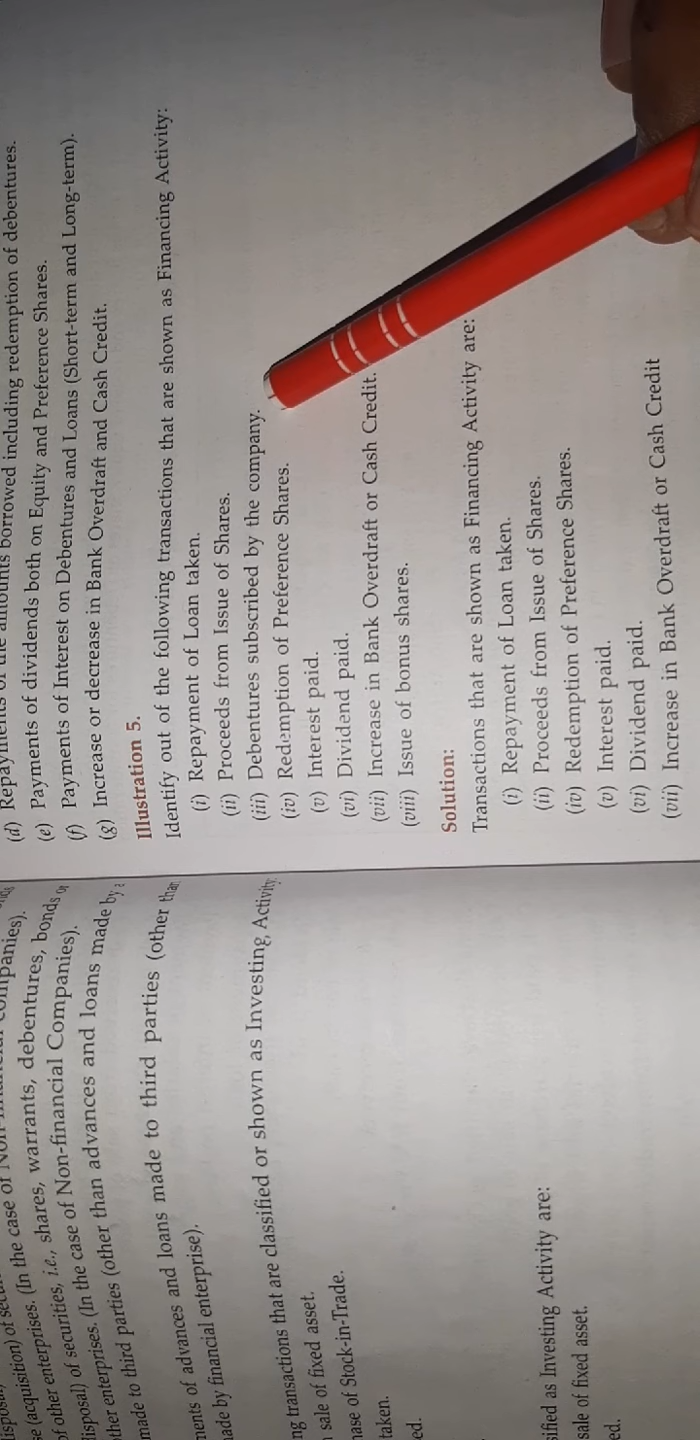 se (acquisition) of
of other enterprises. (In the case of
of securities, i.e., shares, warrants, debentures, bonds
disposal) of securities. (In the case of Non-financial Companies).
ther enterprises. (In the case of Non-financial Companies).
made to third parties (other than advances and loans made by
ments of advances and loans made to third parties (other than
ade by financial enterprise).
ng transactions that are classified or shown as Investing Activity
sale of fixed asset.
hase of Stock-in-Trade.
taken.
ed.
sified as Investing Activity are:
sale of fixed asset.
ed.
(d) Repayments of the amounts borrowed including redemption of debentures.
(e) Payments of dividends both on Equity and Preference Shares.
(f) Payments of Interest on Debentures and Loans (Short-term and Long-term).
(g) Increase or decrease in Bank Overdraft and Cash Credit.
Illustration 5.
Identify out of the following transactions that are shown as Financing Activity:
(i) Repayment of Loan taken.
(ii) Proceeds from Issue of Shares.
(iii) Debentures subscribed by the company.
(iv) Redemption of Preference Shares.
(v) Interest paid.
(vi) Dividend paid.
(vii) Increase in Bank Overdraft or Cash Credit.
(viii) Issue of bonus shares.
Solution:
Transactions that are shown as Financing Activity are:
(i) Repayment of Loan taken.
(ii) Proceeds from Issue of Shares.
(iv) Redemption of Preference Shares.
(v) Interest paid.
(vi) Dividend paid.
(vii) Increase in Bank Overdraft or Cash Credit